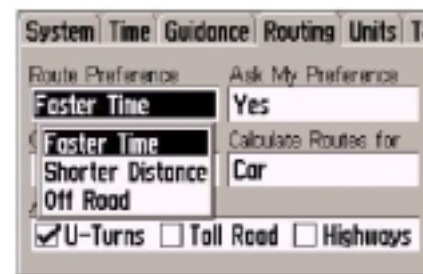 System Time Guidance Routing Units
Route Preference Ask My Preference
Faster Time Yes
Faster Time Calculate Routes for
Shorter Distance Car
Off Road
U-Turns Toll Road Highways